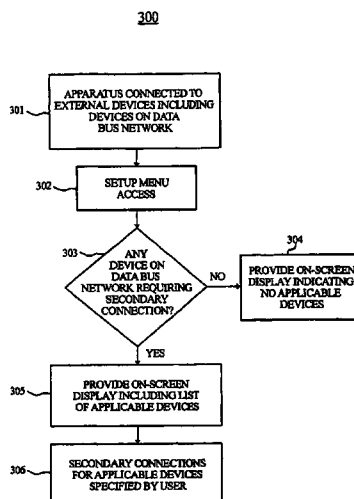 300
301
APPARATUS CONNECTED TO
EXTERNAL DEVICES INCLUDING
DEVICES ON DATA
BUS NETWORK
302
SETUP MENU
ACCESS
303
ANY
DEVICE ON
DATA BUS
NETWORK REQUIRING
SECONDARY
CONNECTION?
NO
304
PROVIDE ON-SCREEN
DISPLAY INDICATING
NO APPLICABLE
DEVICES
YES
305
PROVIDE ON-SCREEN
DISPLAY INCLUDING LIST
OF APPLICABLE DEVICES
306
SECONDARY CONNECTIONS
FOR APPLICABLE DEVICES
SPECIFIED BY USER